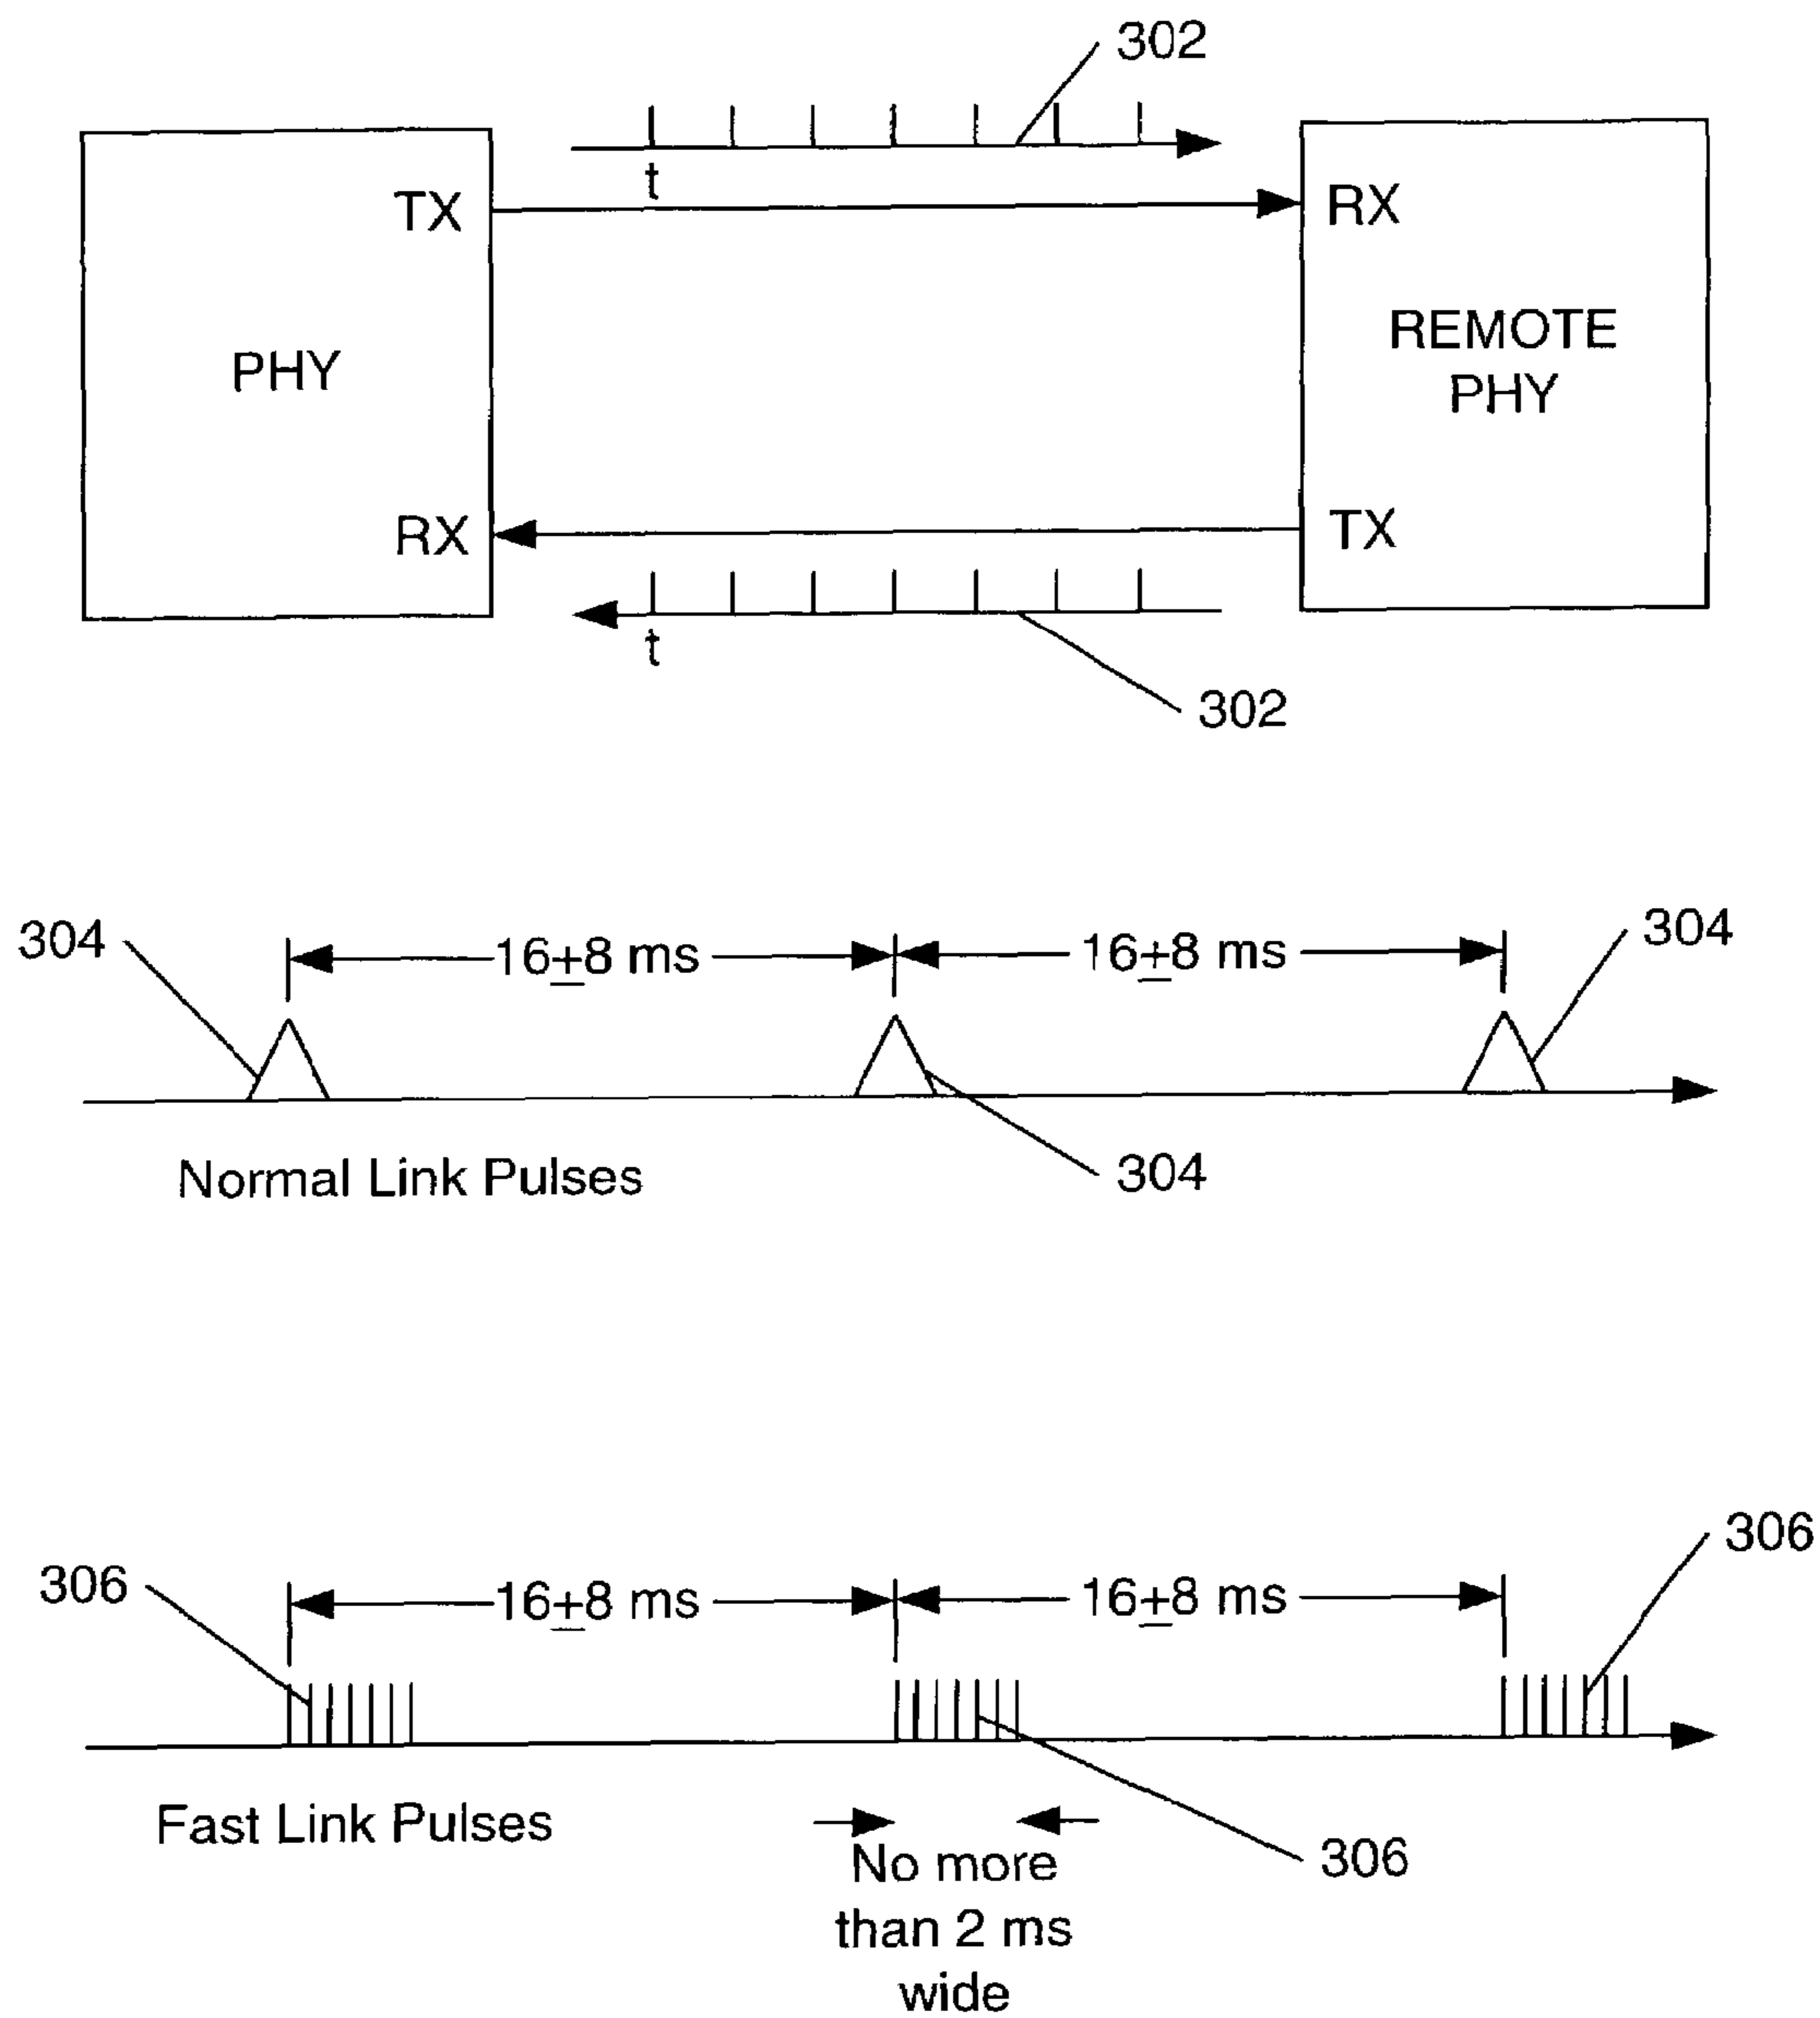 302
t
TX
RX
PHY
REMOTE
PHY
RX
TX
t
302
304
16±8 ms
16±8 ms
304
Normal Link Pulses
304
306
16±8 ms
16±8 ms
306
Fast Link Pulses
306
No more
than 2 ms
wide